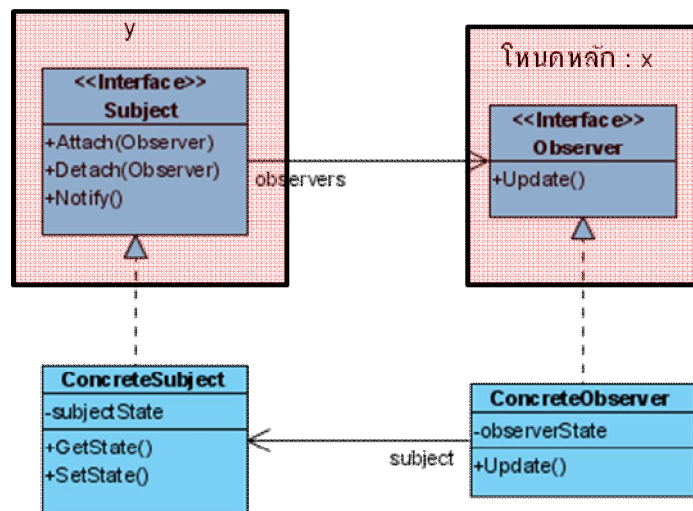 y
<<Interface>>
Subject
+Attach(Observer)
+Detach(Observer)
+Notify()
observers
โหนดหลัก : x
<<Interface>>
Observer
+Update()
ConcreteSubject
-subjectState
+GetState()
+SetState()
subject
ConcreteObserver
-observerState
+Update()